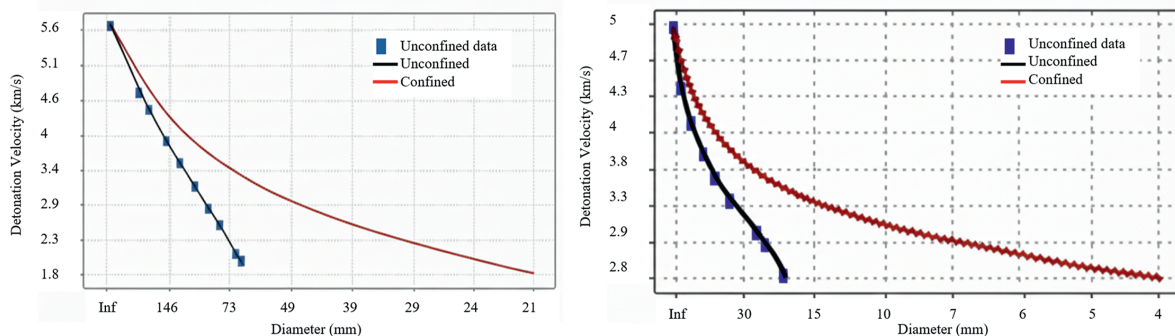 5.6
5.1
4.6
4
3.4
2.9
2.3
1.8
Detonation Velocity (km/s)
Unconfined data
Unconfined
Confined
Inf 146 73 49 39 29 24 21
Diameter (mm)
5
4.7
4.3
4
3.8
3.3
2.9
2.8
Detonation Velocity (km/s)
Unconfined data
Unconfined
Confined
Inf 30 15 10 7 6 5 4
Diameter (mm)